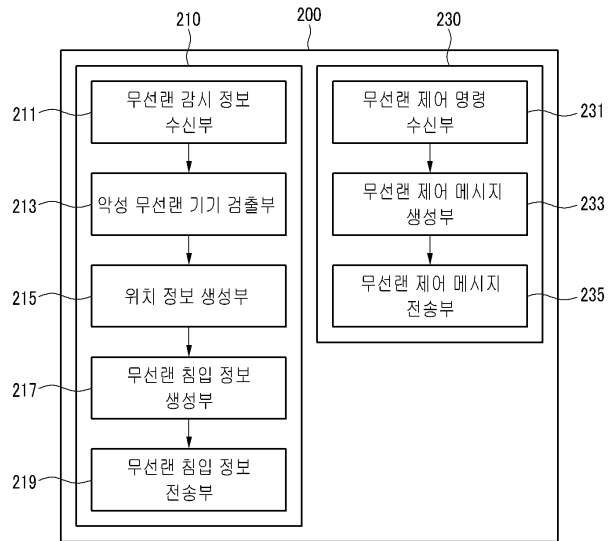 200
210
230
211
무선랜 감시 정보
수신부
213
악성 무선랜 기기 검출부
215
위치 정보 생성부
217
무선랜 침입 정보
생성부
219
무선랜 침입 정보
전송부
무선랜 제어 명령
수신부
231
무선랜 제어 메시지
생성부
233
무선랜 제어 메시지
전송부
235